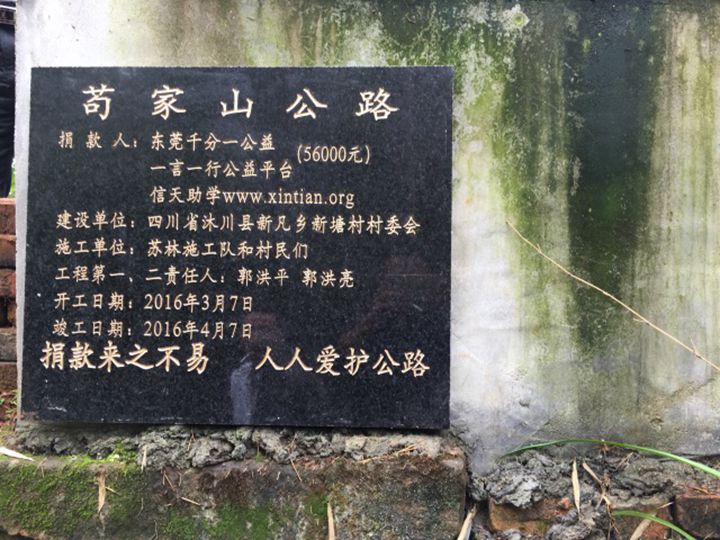 苟家山公路
捐款人：东莞千分一公益 (56000元)
一言一行公益平台
信天助学www.xintian.org
建设单位：四川省沐川县新凡乡新塘村村委会
施工单位：苏林施工队和村民们
工程第一、二责任人：郭洪平 郭洪亮
开工日期：2016年3月7日
竣工日期：2016年4月7日
捐款来之不易 人人爱护公路